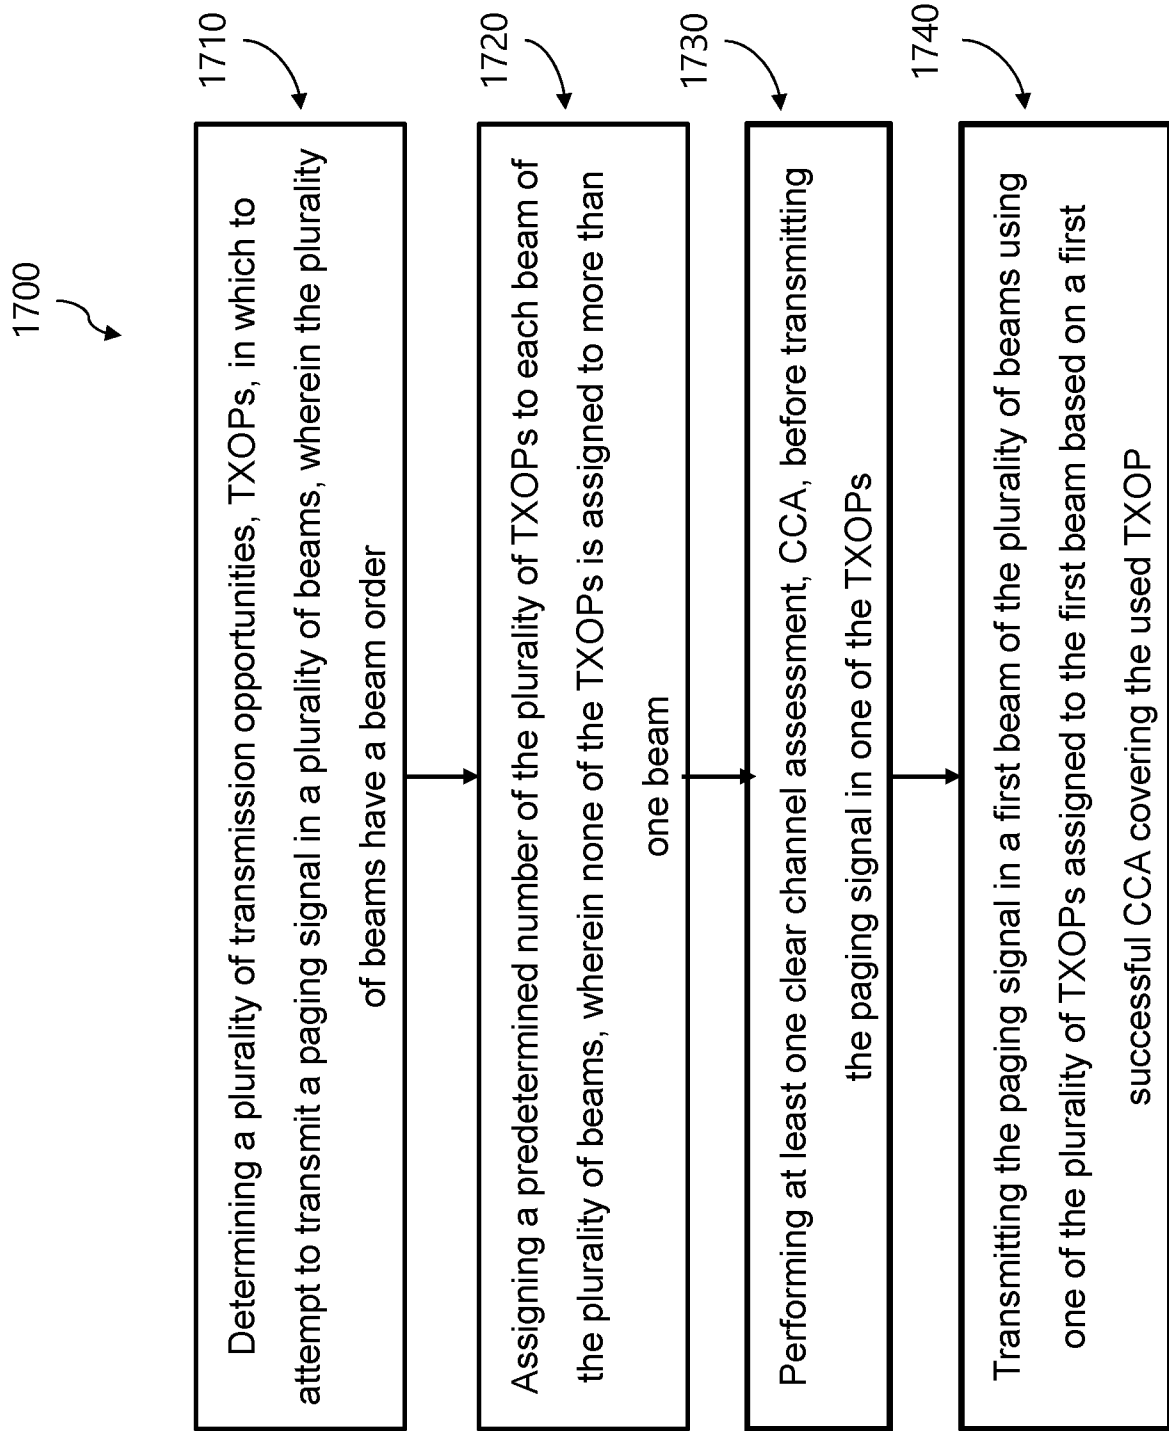 1700
1710
Determining a plurality of transmission opportunities, TXOPs, in which to
attempt to transmit a paging signal in a plurality of beams, wherein the plurality
of beams have a beam order
1720
Assigning a predetermined number of the plurality of TXOPs to each beam of
the plurality of beams, wherein none of the TXOPs is assigned to more than
one beam
1730
Performing at least one clear channel assessment, CCA, before transmitting
the paging signal in one of the TXOPs
1740
Transmitting the paging signal in a first beam of the plurality of beams using
one of the plurality of TXOPs assigned to the first beam based on a first
successful CCA covering the used TXOP